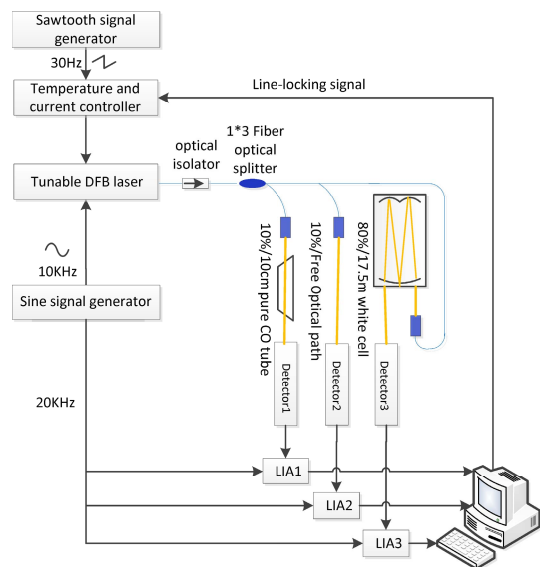 Sawtooth signal
generator
30Hz
Temperature and
current controller
Line-locking signal
optical
isolator
1*3 Fiber
optical
splitter
Tunable DFB laser
10KHz
Sine signal generator
20KHz
10%/10cm
pure CO tube
10%/Free Optical path
80%/17.5m white cell
Detector1
Detector2
Detector3
LIA1
LIA2
LIA3